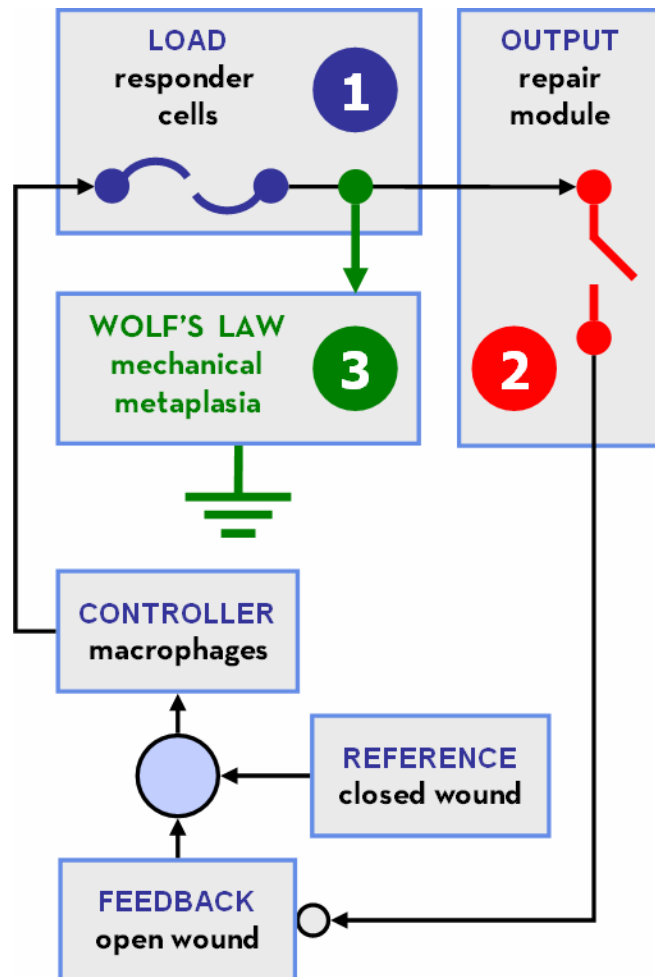 LOAD
responder
cells
1
OUTPUT
repair
module
2
WOLF'S LAW
mechanical
metaplasia
3
CONTROLLER
macrophages
REFERENCE
closed wound
FEEDBACK
open wound